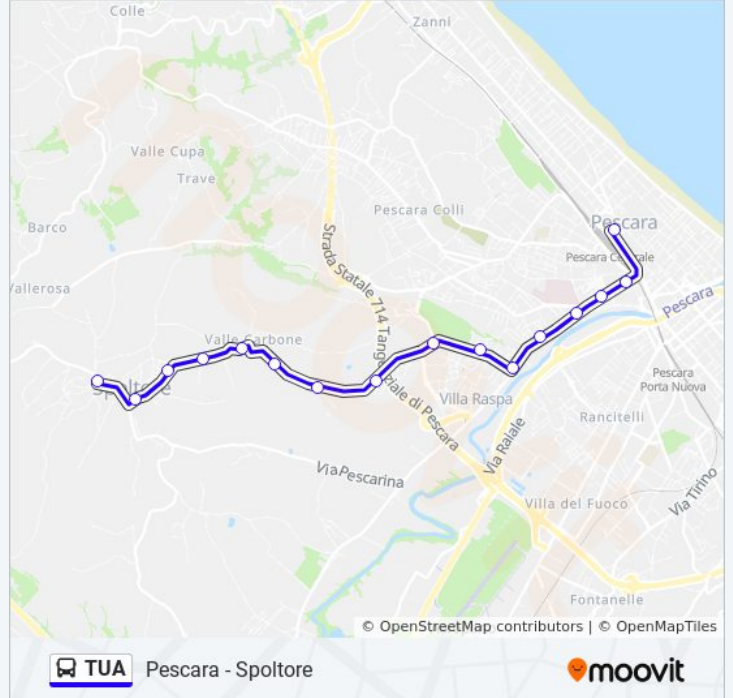 Colle
Zanni
Valle Cupa
Trave
Pescara Colli
Barco
Pescara
Pescara Centrale
Vallerosa
Strada Statale 714 Tangenziale di Pescara
Pescara
Valle Carbone
Spoltore
Pescara
Porta Nuova
Villa Raspa
Rancitelli
Via Raiale
Via Pescarina
Via Tirino
Villa del Fuoco
Fontanelle
© OpenStreetMap contributors | © OpenMapTiles
TUA Pescara - Spoltore
moovit